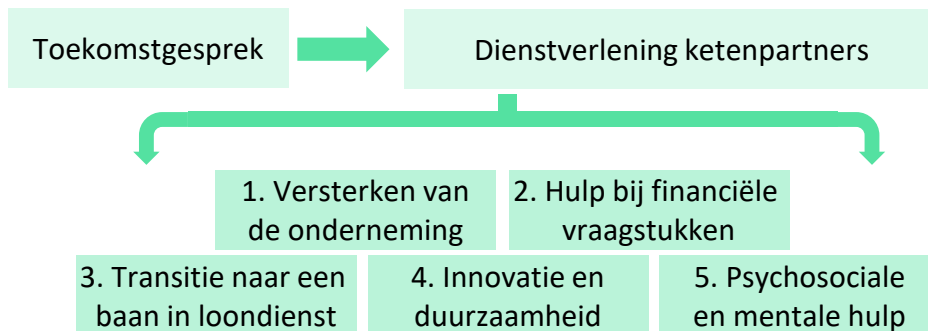 Toekomstgesprek
Dienstverlening ketenpartners
1. Versterken van
de onderneming
2. Hulp bij financiële
vraagstukken
3. Transitie naar een
baan in loondienst
4. Innovatie en
duurzaamheid
5. Psychosociale
en mentale hulp